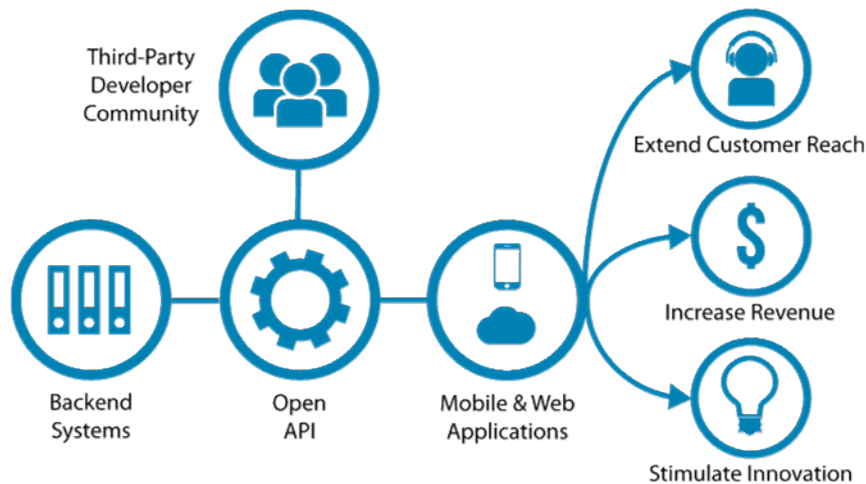 Third-Party
Developer
Community
Extend Customer Reach
$
Increase Revenue
Backend
Systems
Open
API
Mobile & Web
Applications
Stimulate Innovation